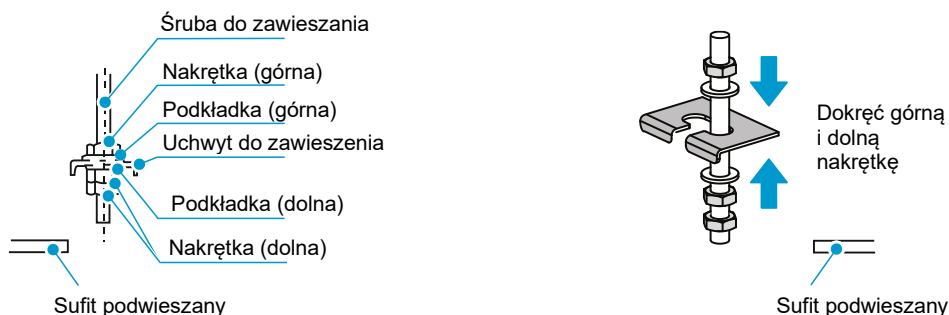 Śruba do zawieszania
Nakrętka (górna)
Podkładka (górna)
Uchwyt do zawieszenia
Podkładka (dolna)
Nakrętka (dolna)
Sufit podwieszany
Dokręć górną
i dolną
nakrętkę
Sufit podwieszany